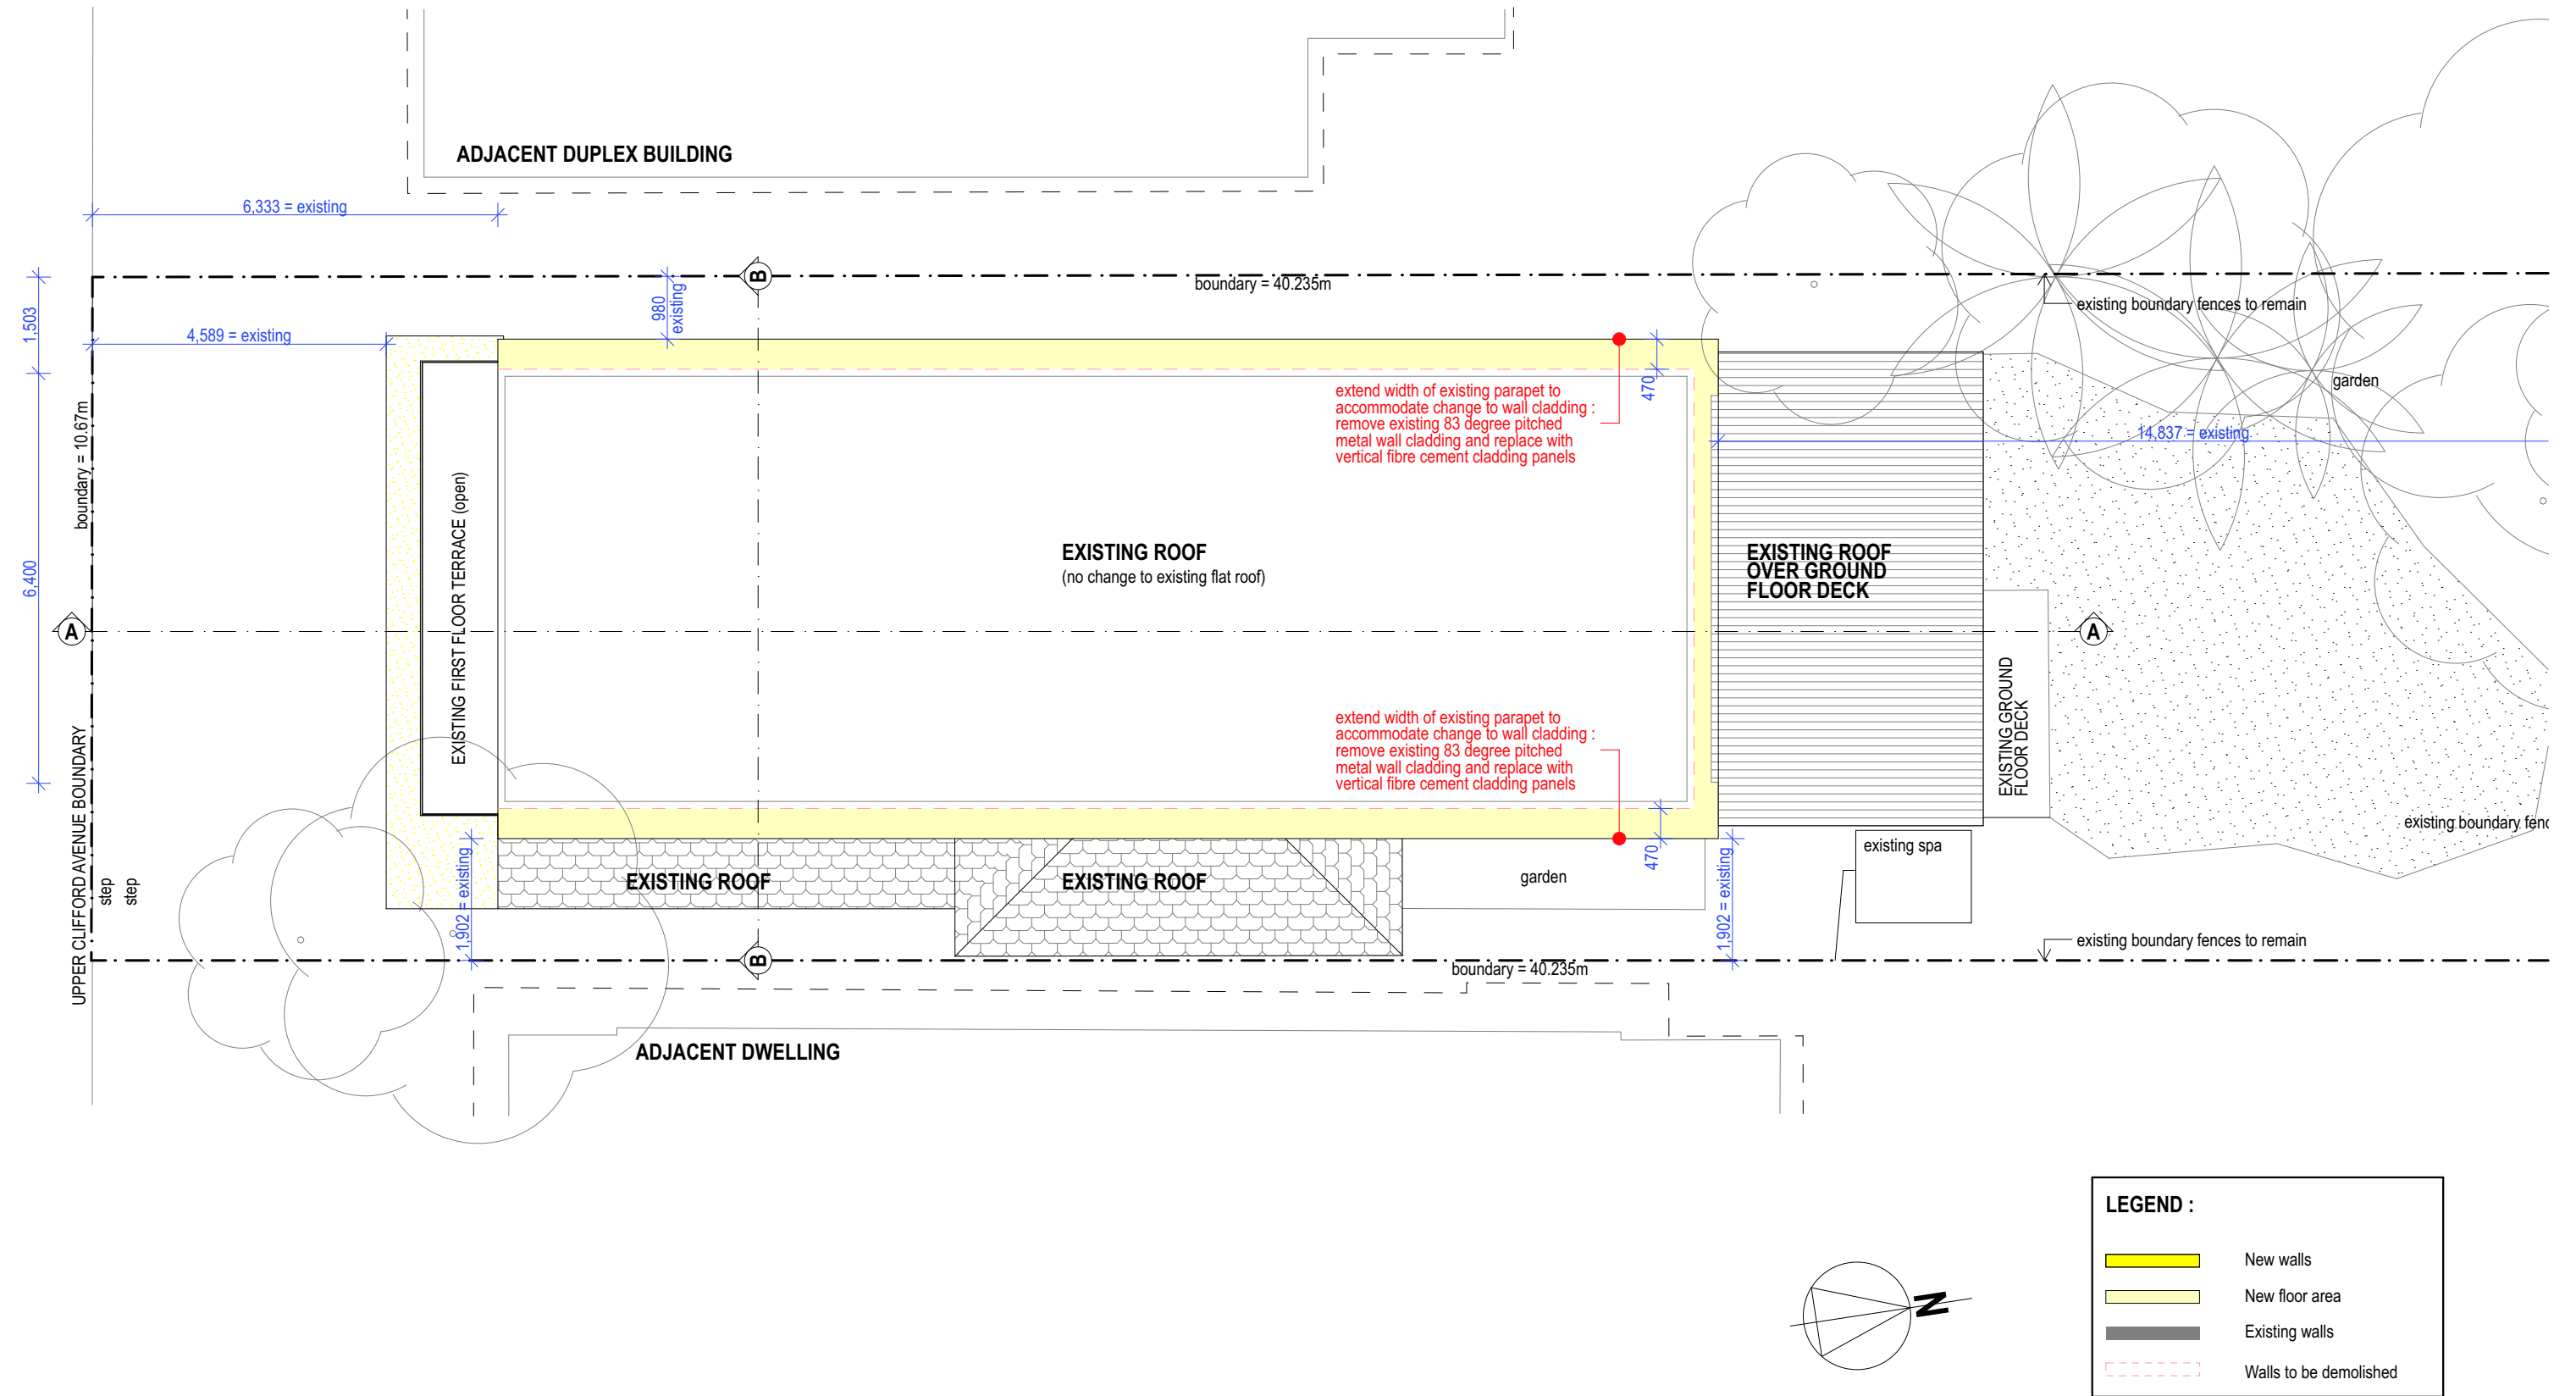 ADJACENT DUPLEX BUILDING
6,333 = existing
B
boundary = 40.235m
existing boundary fences to remain
1,503
980
existing
4,589 = existing
470
garden
extend width of existing parapet to
accommodate change to wall cladding :
remove existing 83 degree pitched
metal wall cladding and replace with
vertical fibre cement cladding panels
14,837 = existing
boundary = 10.67m
EXISTING FIRST FLOOR TERRACE (open)
EXISTING ROOF
(no change to existing flat roof)
EXISTING ROOF
OVER GROUND
FLOOR DECK
6,400
A
A
EXISTING GROUND
FLOOR DECK
extend width of existing parapet to
accommodate change to wall cladding :
remove existing 83 degree pitched
metal wall cladding and replace with
vertical fibre cement cladding panels
UPPER CLIFFORD AVENUE BOUNDARY
step
step
1,902 = existing
EXISTING ROOF
EXISTING ROOF
470
garden
1,902 = existing
existing spa
existing boundary
existing boundary fences to remain
B
boundary = 40.235m
ADJACENT DWELLING
N
LEGEND :
New walls
New floor area
Existing walls
Walls to be demolished